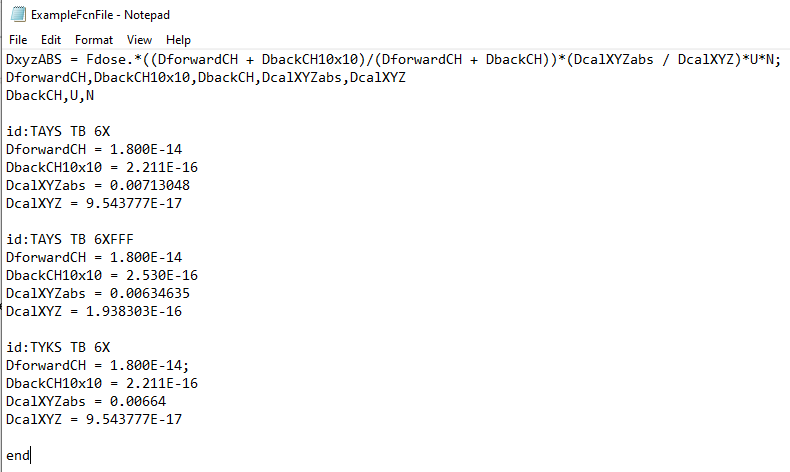 ExampleFcnFile - Notepad
File Edit Format View Help
DxyzABS = Fdose.*((DforwardCH + DbackCH10x10)/(DforwardCH + DbackCH))*(DcalXYZabs / DcalXYZ)*U*N;
DforwardCH,DbackCH10x10,DbackCH,DcalXYZabs,DcalXYZ
DbackCH,U,N
id:TAYS TB 6X
DforwardCH = 1.800E-14
DbackCH10x10 = 2.211E-16
DcalXYZabs = 0.00713048
DcalXYZ = 9.543777E-17
id:TAYS TB 6XFFF
DforwardCH = 1.800E-14
DbackCH10x10 = 2.530E-16
DcalXYZabs = 0.00634635
DcalXYZ = 1.938303E-16
id:TYKS TB 6X
DforwardCH = 1.800E-14;
DbackCH10x10 = 2.211E-16
DcalXYZabs = 0.00664
DcalXYZ = 9.543777E-17
end